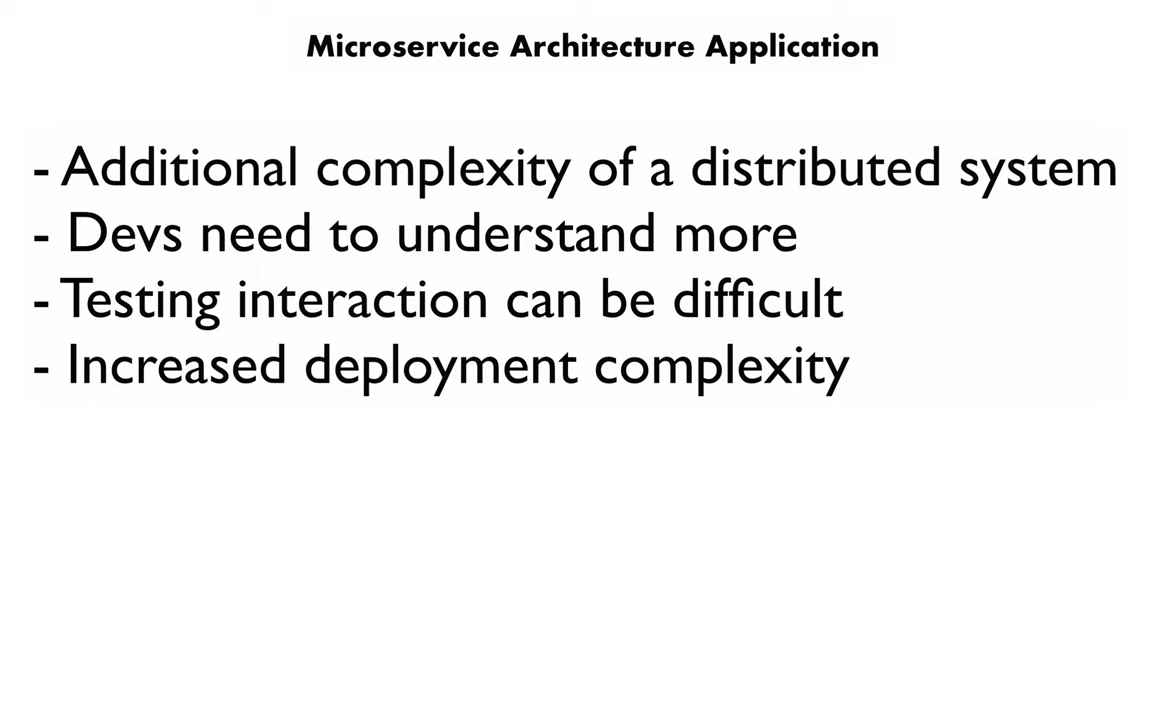 Microservice Architecture Application
- Additional complexity of a distributed system
- Devs need to understand more
- Testing interaction can be difficult
- Increased deployment complexity